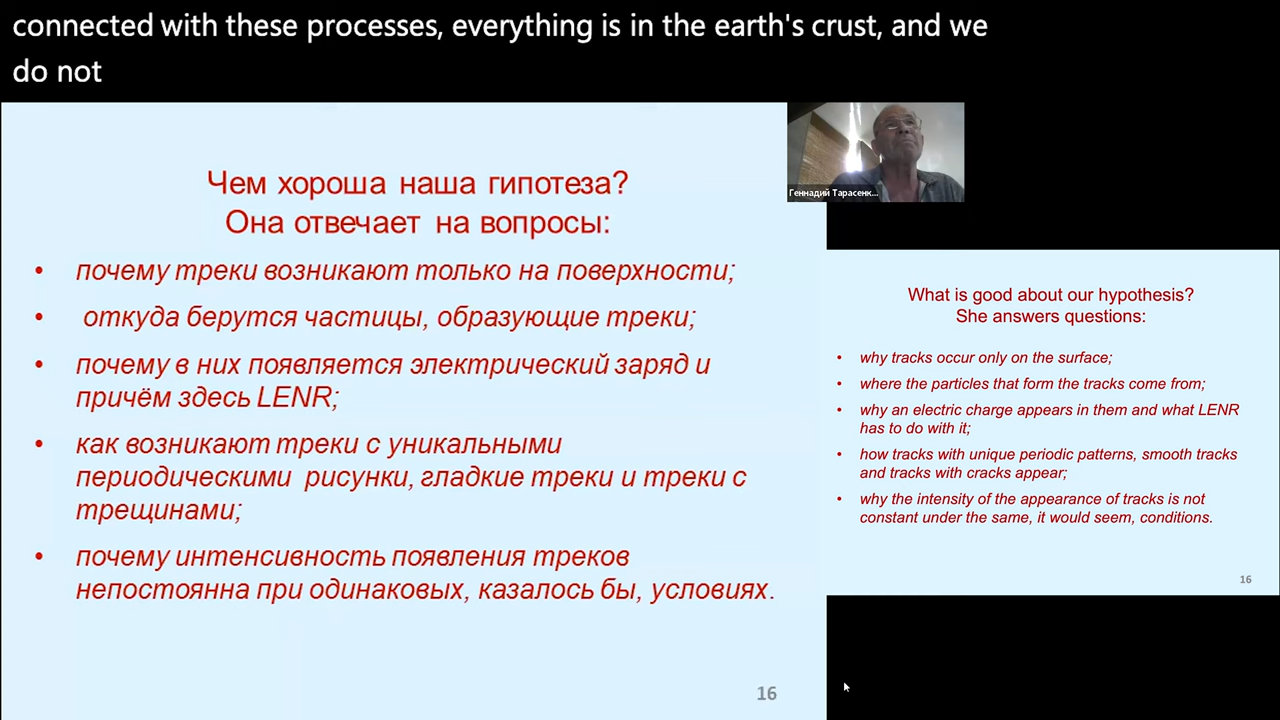 connected with these processes, everything is in the earth's crust, and we
do not
Чем хороша наша гипотеза?
Она отвечает на вопросы:
• почему треки возникают только на поверхности;
• откуда берутся частицы, образующие треки;
• почему в них появляется электрический заряд и
причём здесь LENR;
• как возникают треки с уникальными
периодическими рисунки, гладкие треки и треки с
трещинами;
• почему интенсивность появления треков
непостоянна при одинаковых, казалось бы, условиях.
16
Геннадий Тарасенк...
What is good about our hypothesis?
She answers questions:
• why tracks occur only on the surface;
• where the particles that form the tracks come from;
• why an electric charge appears in them and what LENR
has to do with it;
• how tracks with unique periodic patterns, smooth tracks
and tracks with cracks appear;
• why the intensity of the appearance of tracks is not
constant under the same, it would seem, conditions.
16